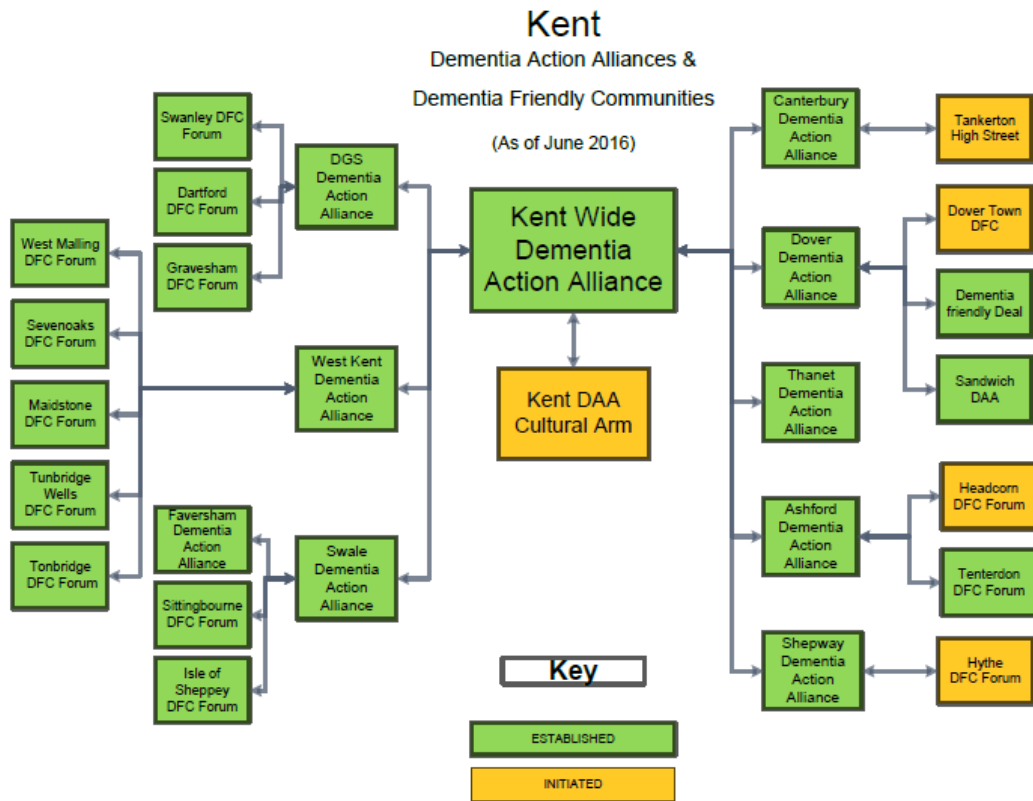 Kent
Dementia Action Alliances &
Dementia Friendly Communities
(As of June 2016)
Swanley DFC
Forum
Dartford
DFC Forum
Gravesham
DFC Forum
DGS
Dementia
Action
Alliance
West Malling
DFC Forum
Sevenoaks
DFC Forum
Maidstone
DFC Forum
Tunbridge
Wells
DFC Forum
Tonbridge
DFC Forum
West Kent
Dementia
Action
Alliance
Faversham
Dementia
Action
Alliance
Sittingbourne
DFC Forum
Isle of
Sheppey
DFC Forum
Swale
Dementia
Action
Alliance
Kent Wide
Dementia
Action Alliance
Kent DAA
Cultural Arm
Canterbury
Dementia
Action
Alliance
Tankerton
High Street
Dover
Dementia
Action
Alliance
Dover Town
DFC
Dementia
friendly Deal
Sandwich
DAA
Thanet
Dementia
Action
Alliance
Ashford
Dementia
Action
Alliance
Headcorn
DFC Forum
Tenterdon
DFC Forum
Shepway
Dementia
Action
Alliance
Hythe
DFC Forum
Key
ESTABLISHED
INITIATED